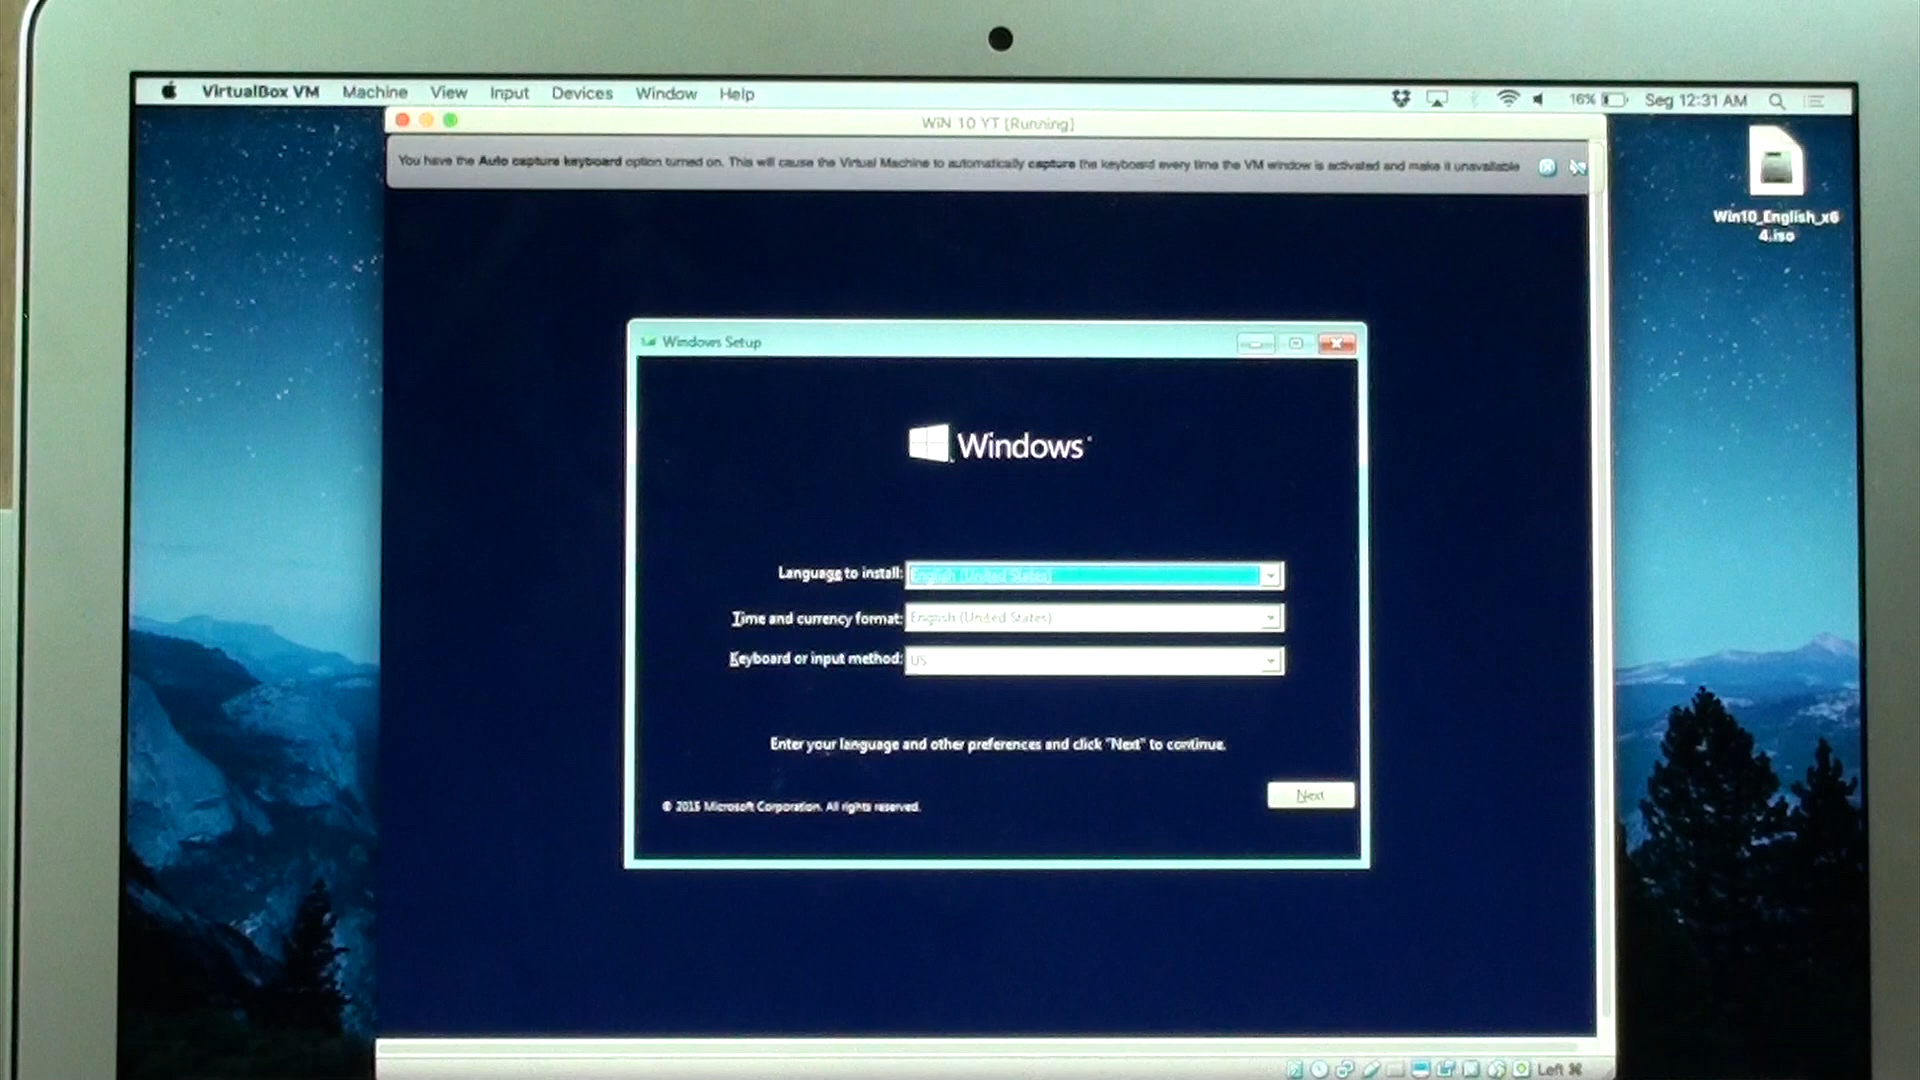 VirtualBox VM Machine View Input Devices Window Help 16% Seg 12:31 AM
WiN 10 YT [Running]
You have the Auto capture keyboard option turned on. This will cause the Virtual Machine to automatically capture the keyboard every time the VM window is activated and make it unavailable
Win10_English_x6
4.iso
Windows Setup
Windows
Language to install: English (United States)
Time and currency format: English (United States)
Keyboard or input method: US
Enter your language and other preferences and click "Next" to continue.
Next
© 2015 Microsoft Corporation. All rights reserved.
Left ⌘